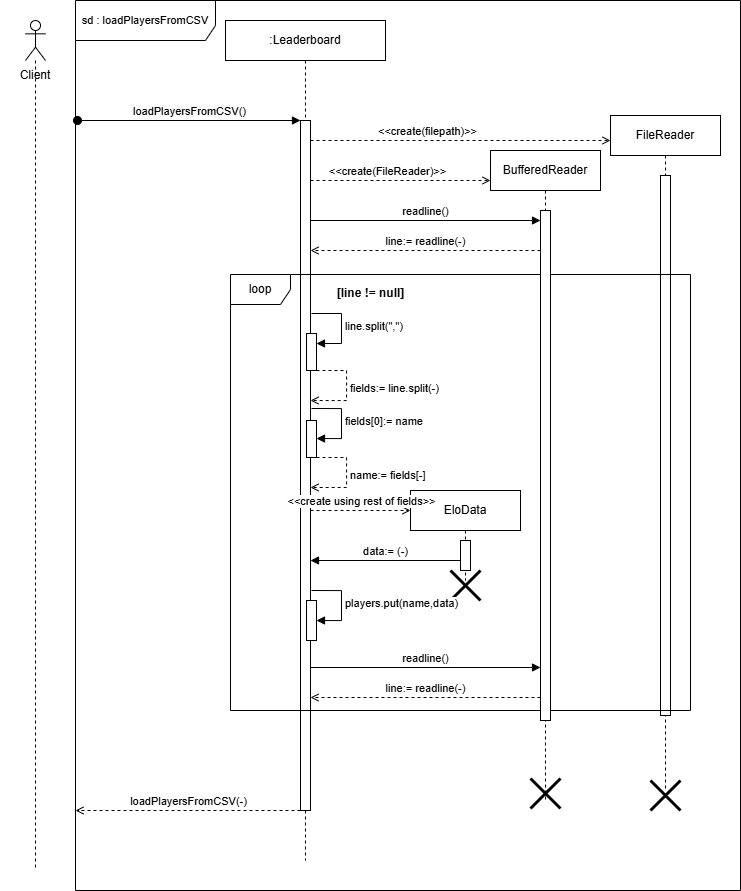 sd : loadPlayersFromCSV
:Leaderboard
Client
loadPlayersFromCSV()
<<create(filepath)>>
FileReader
<<create(FileReader)>>
BufferedReader
readline()
line:= readline(-)
loop
[line != null]
line.split(",")
fields:= line.split(-)
fields[0]:= name
name:= fields[-]
<<create using rest of fields>>
EloData
data:= (-)
players.put(name,data)
readline()
line:= readline(-)
loadPlayersFromCSV(-)